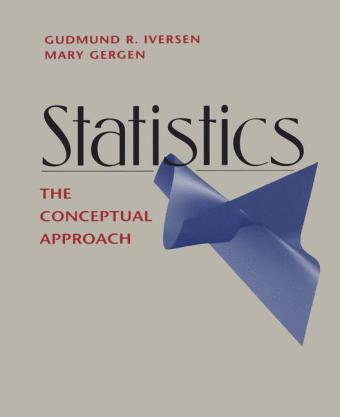 GUDMUND R. IVERSEN
MARY GERGEN
Statistics
THE
CONCEPTUAL
APPROACH